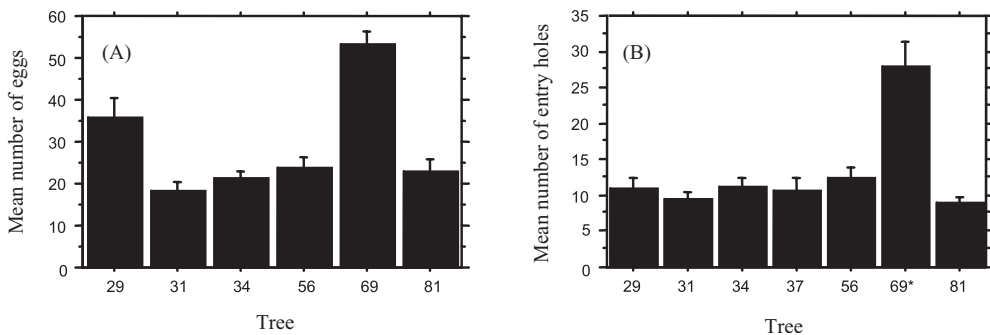 (A)
Mean number of eggs
60
50
40
30
20
10
0
29 31 34 56 69 81
Tree
(B)
Mean number of entry holes
35
30
25
20
15
10
5
0
29 31 34 37 56 69* 81
Tree